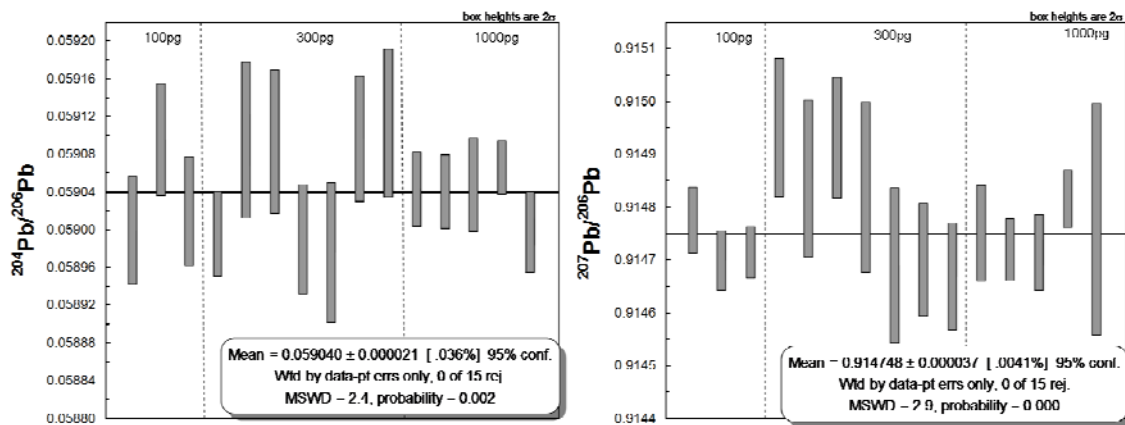 box heights are 2σ
100pg 300pg 1000pg
0.05920
0.05916
0.05912
0.05908
0.05904
0.05900
0.05896
0.05892
0.05888
0.05884
0.05880
204Pb/206Pb
Mean = 0.059040 ± 0.000021 [ .036%] 95% conf.
Wtd by data-pt errs only, 0 of 15 rej
MSWD = 2.4, probability = 0.002
box heights are 2σ
100pg 300pg 1000pg
0.9151
0.9150
0.9149
0.9148
0.9147
0.9146
0.9145
0.9144
207Pb/206Pb
Mean = 0.914748 ± 0.000037 [.0041%] 95% conf.
Wtd by data-pt errs only, 0 of 15 rej.
MSWD = 2.9, probability = 0.000